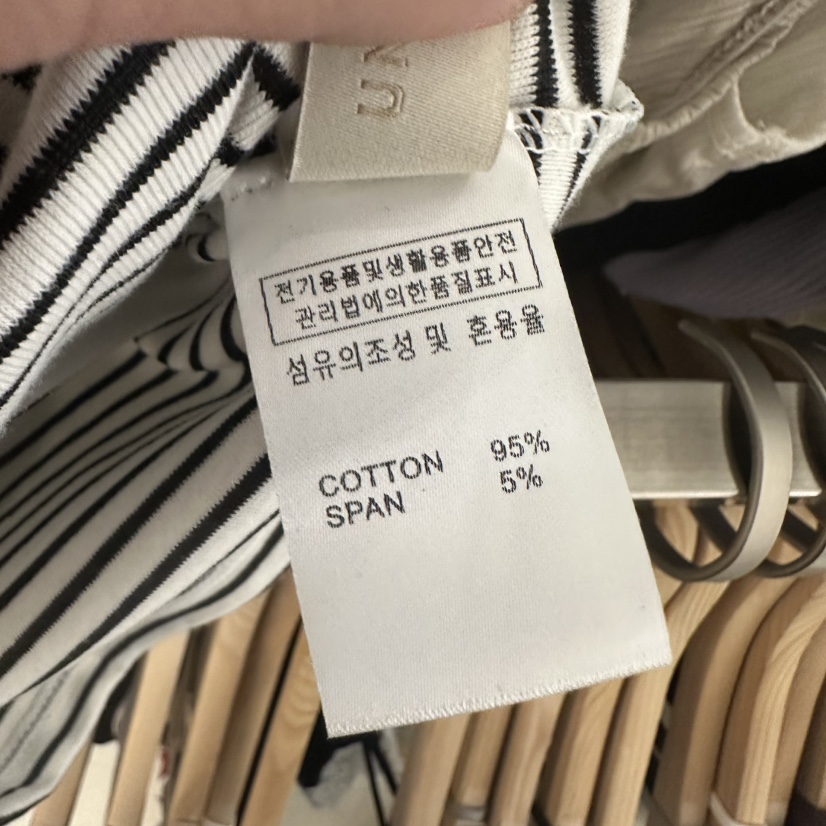 전기용품및생활용품안전
관리법에의한품질표시
섬유의조성 및 혼용율
COTTON 95%
SPAN 5%